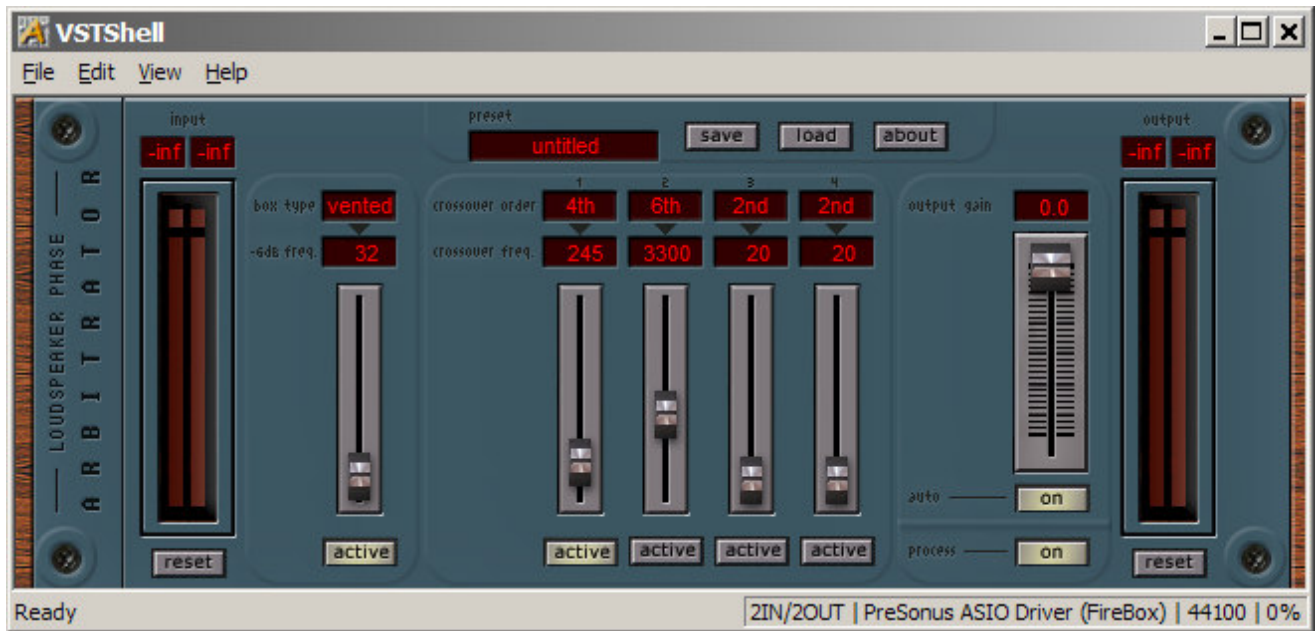 VSTShell
File Edit View Help
input
-inf -inf
preset
untitled
save load about
output
-inf -inf
LOUDSPEAKER PHASE
ARBITRATOR
box type vented
-6dB freq. 32
1 2 3 4
crossover order 4th 6th 2nd 2nd
crossover freq. 245 3300 20 20
output gain 0.0
auto on
process on
reset
active
active active active active
reset
Ready
2IN/2OUT | PreSonus ASIO Driver (FireBox) | 44100 | 0%